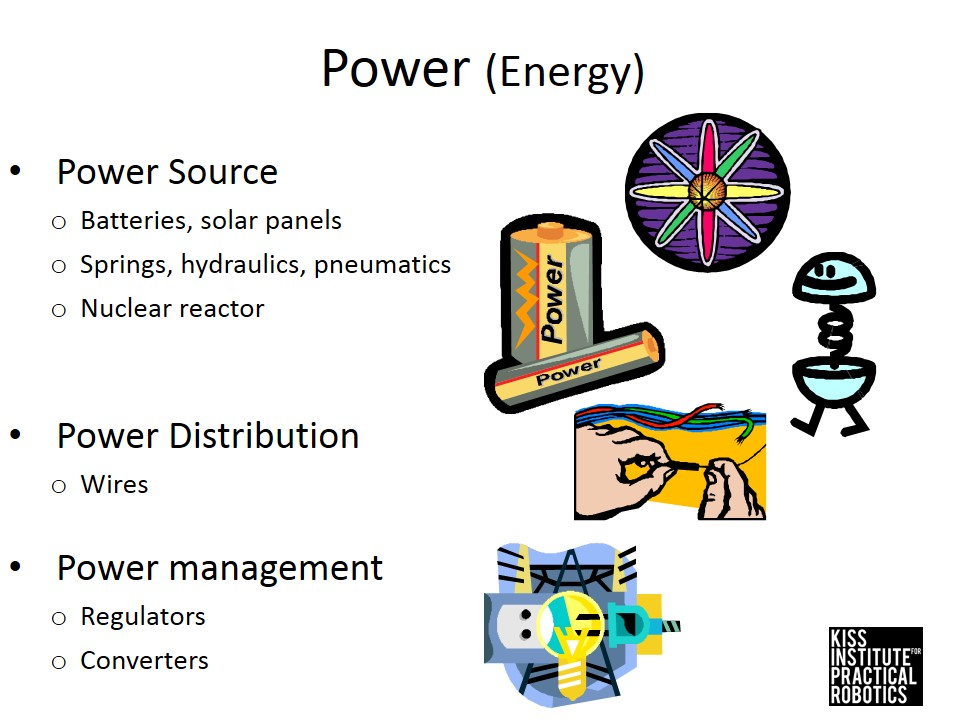 Power (Energy)
• Power Source
o Batteries, solar panels
o Springs, hydraulics, pneumatics
o Nuclear reactor
Power
Power
• Power Distribution
o Wires
• Power management
o Regulators
o Converters
KISS
INSTITUTE FOR
PRACTICAL
ROBOTICS